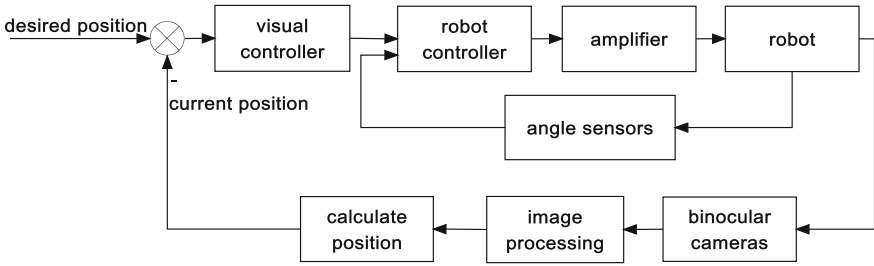 desired position
visual
controller
robot
controller
amplifier
robot
-
current position
angle sensors
calculate
position
image
processing
binocular
cameras